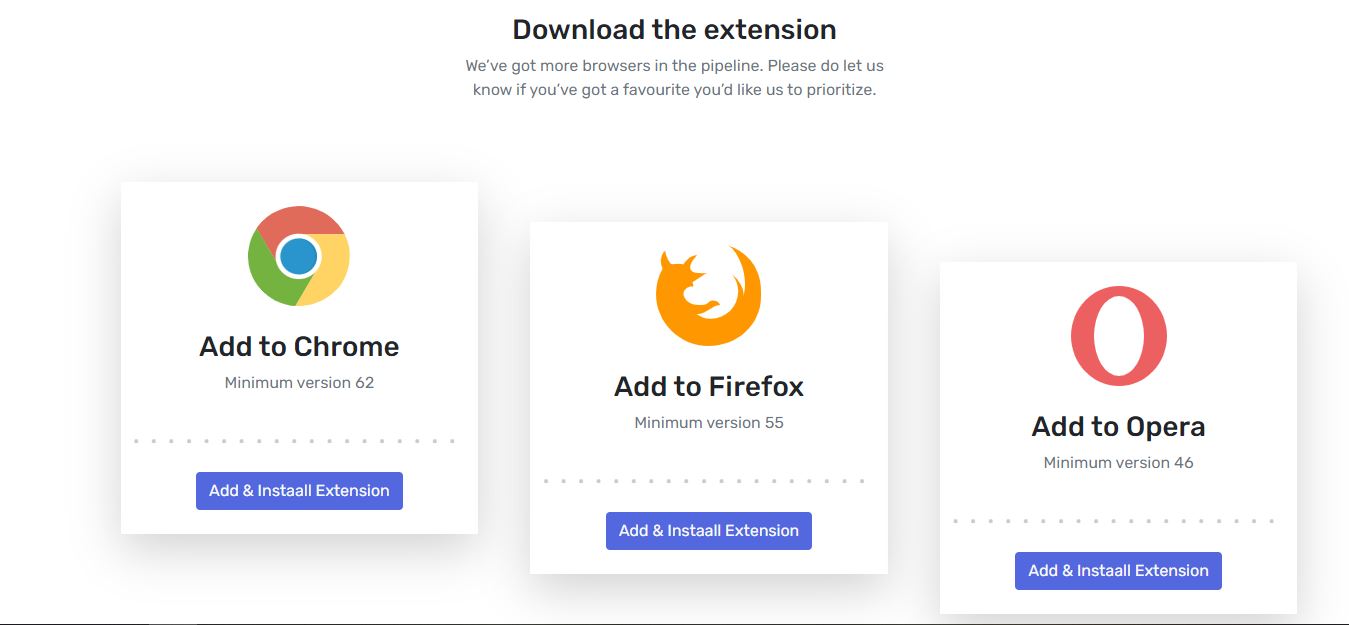 Download the extension
We’ve got more browsers in the pipeline. Please do let us
know if you’ve got a favourite you’d like us to prioritize.
Add to Chrome
Minimum version 62
Add & Instaall Extension
Add to Firefox
Minimum version 55
Add & Instaall Extension
Add to Opera
Minimum version 46
Add & Instaall Extension